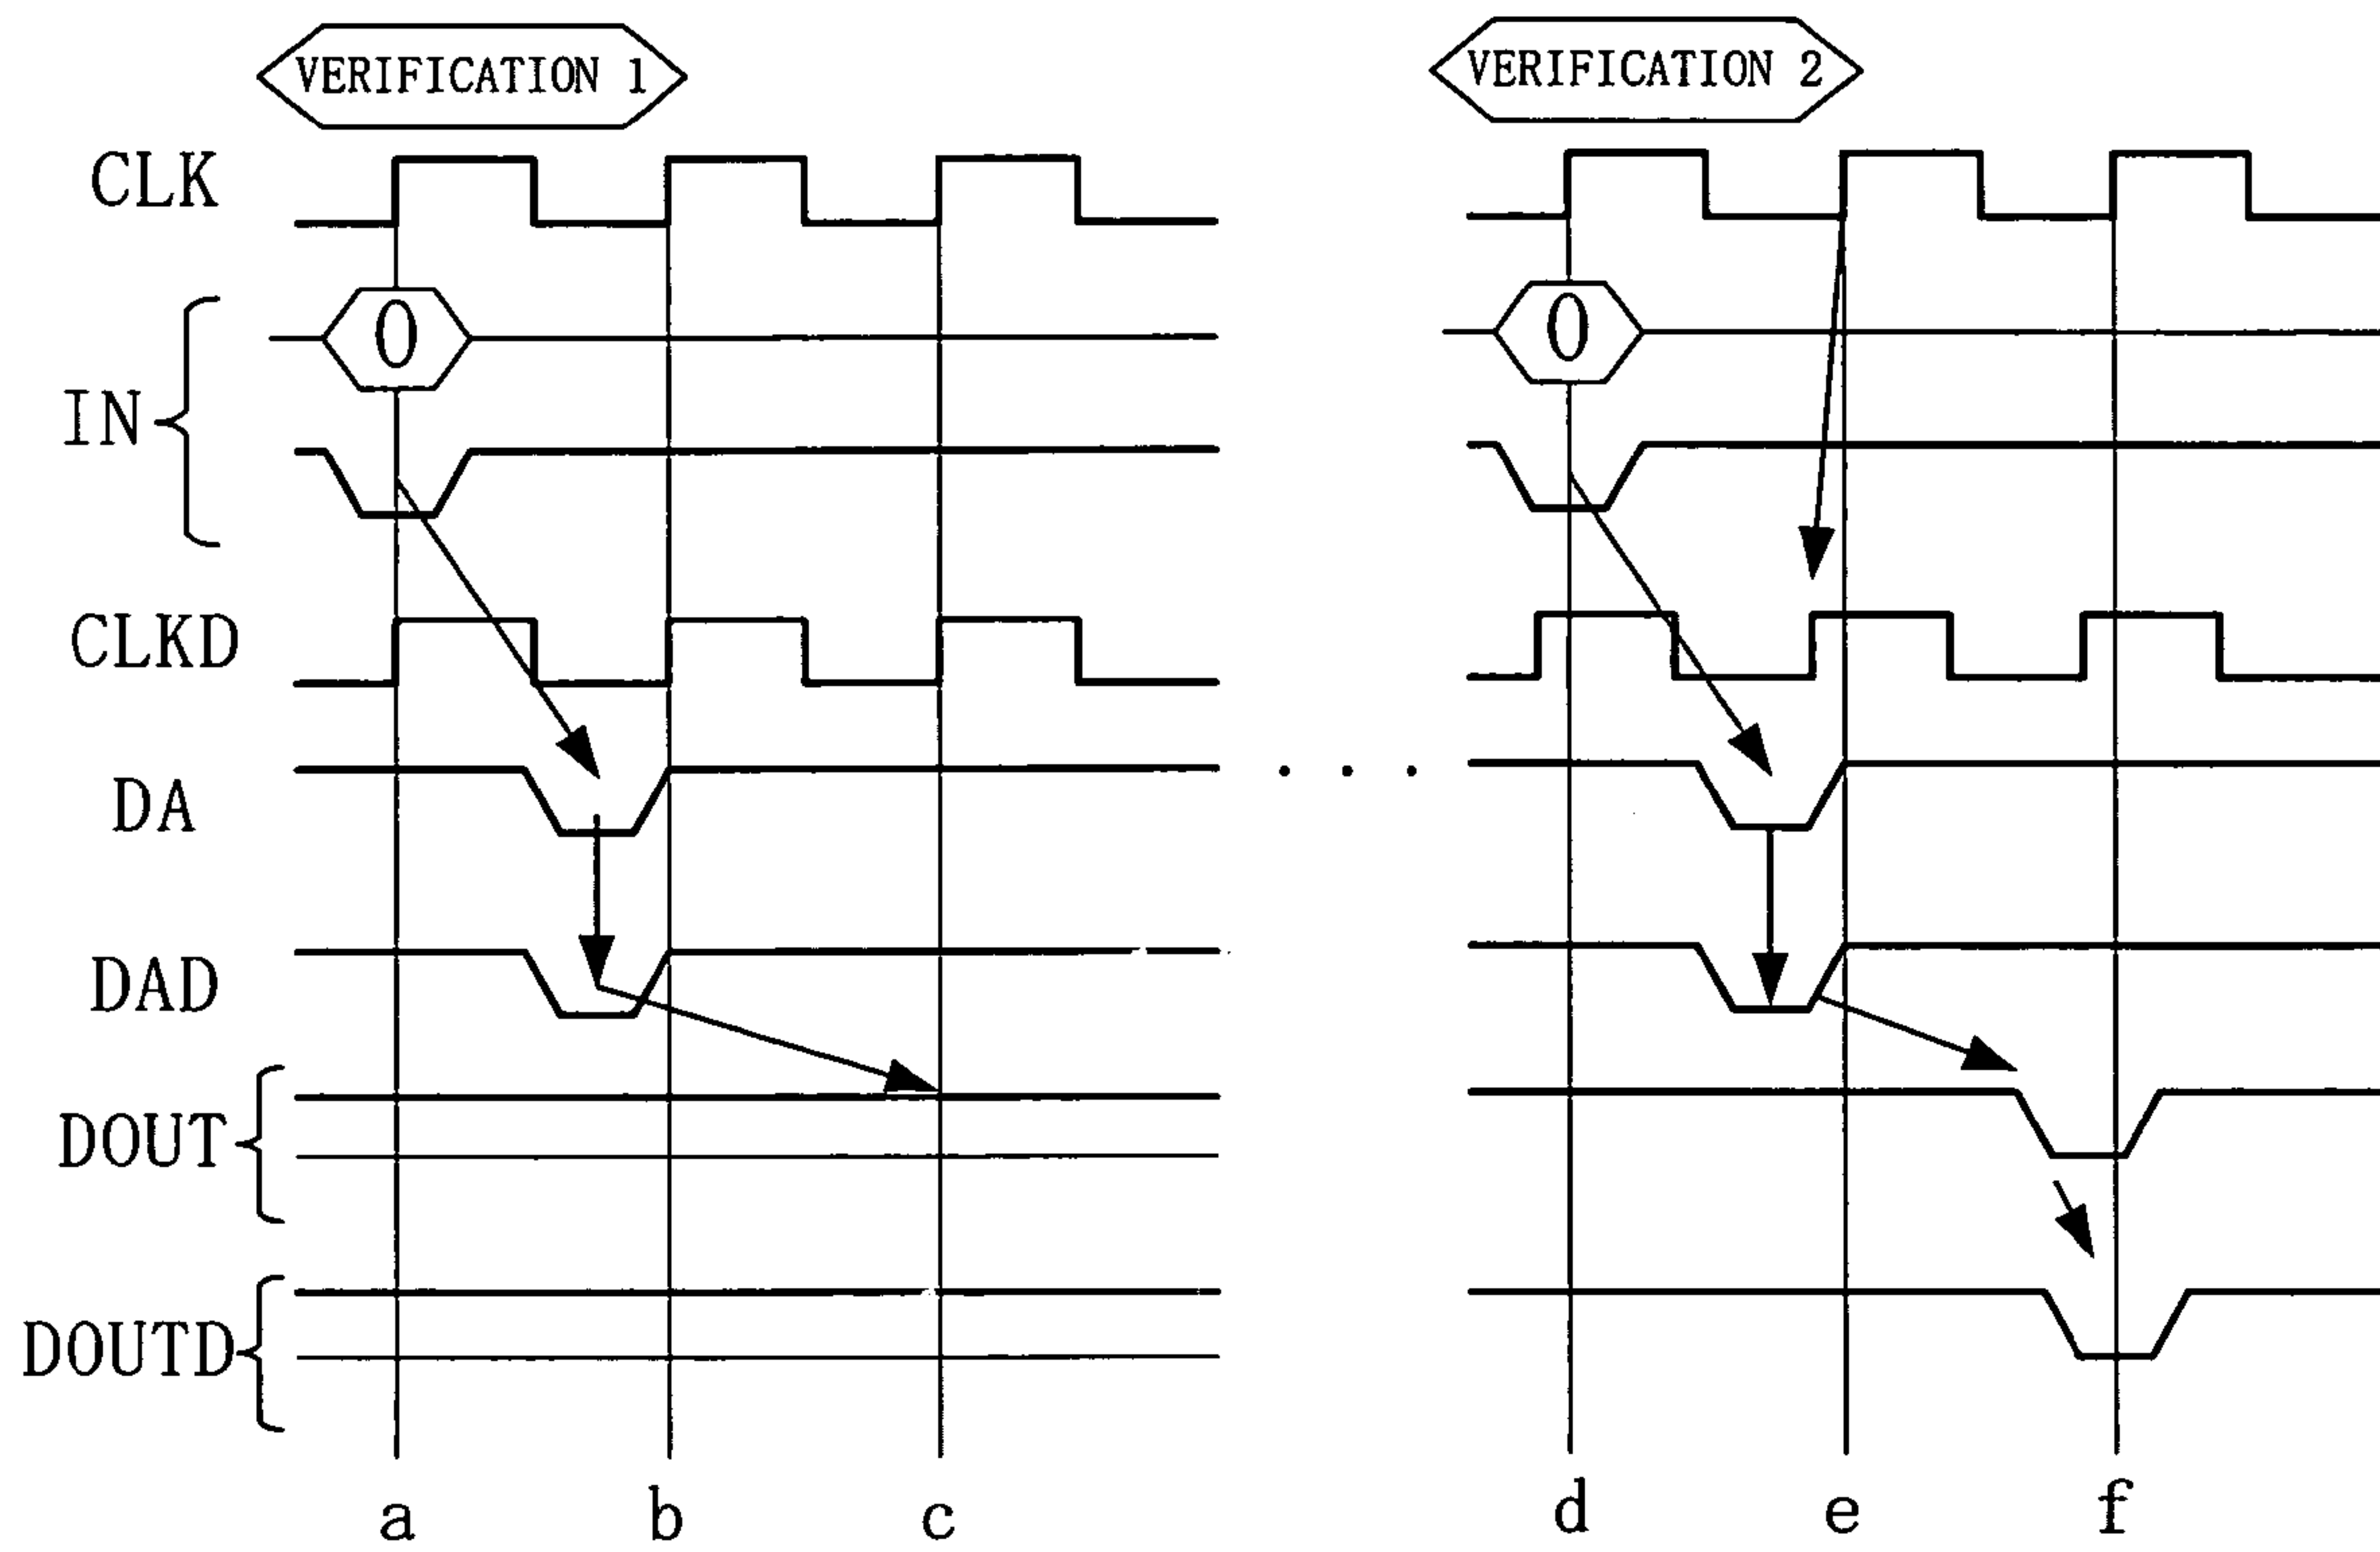 VERIFICATION 1
VERIFICATION 2
CLK
IN
0
0
CLKD
DA
. . .
DAD
DOUT
DOUTD
a b c d e f